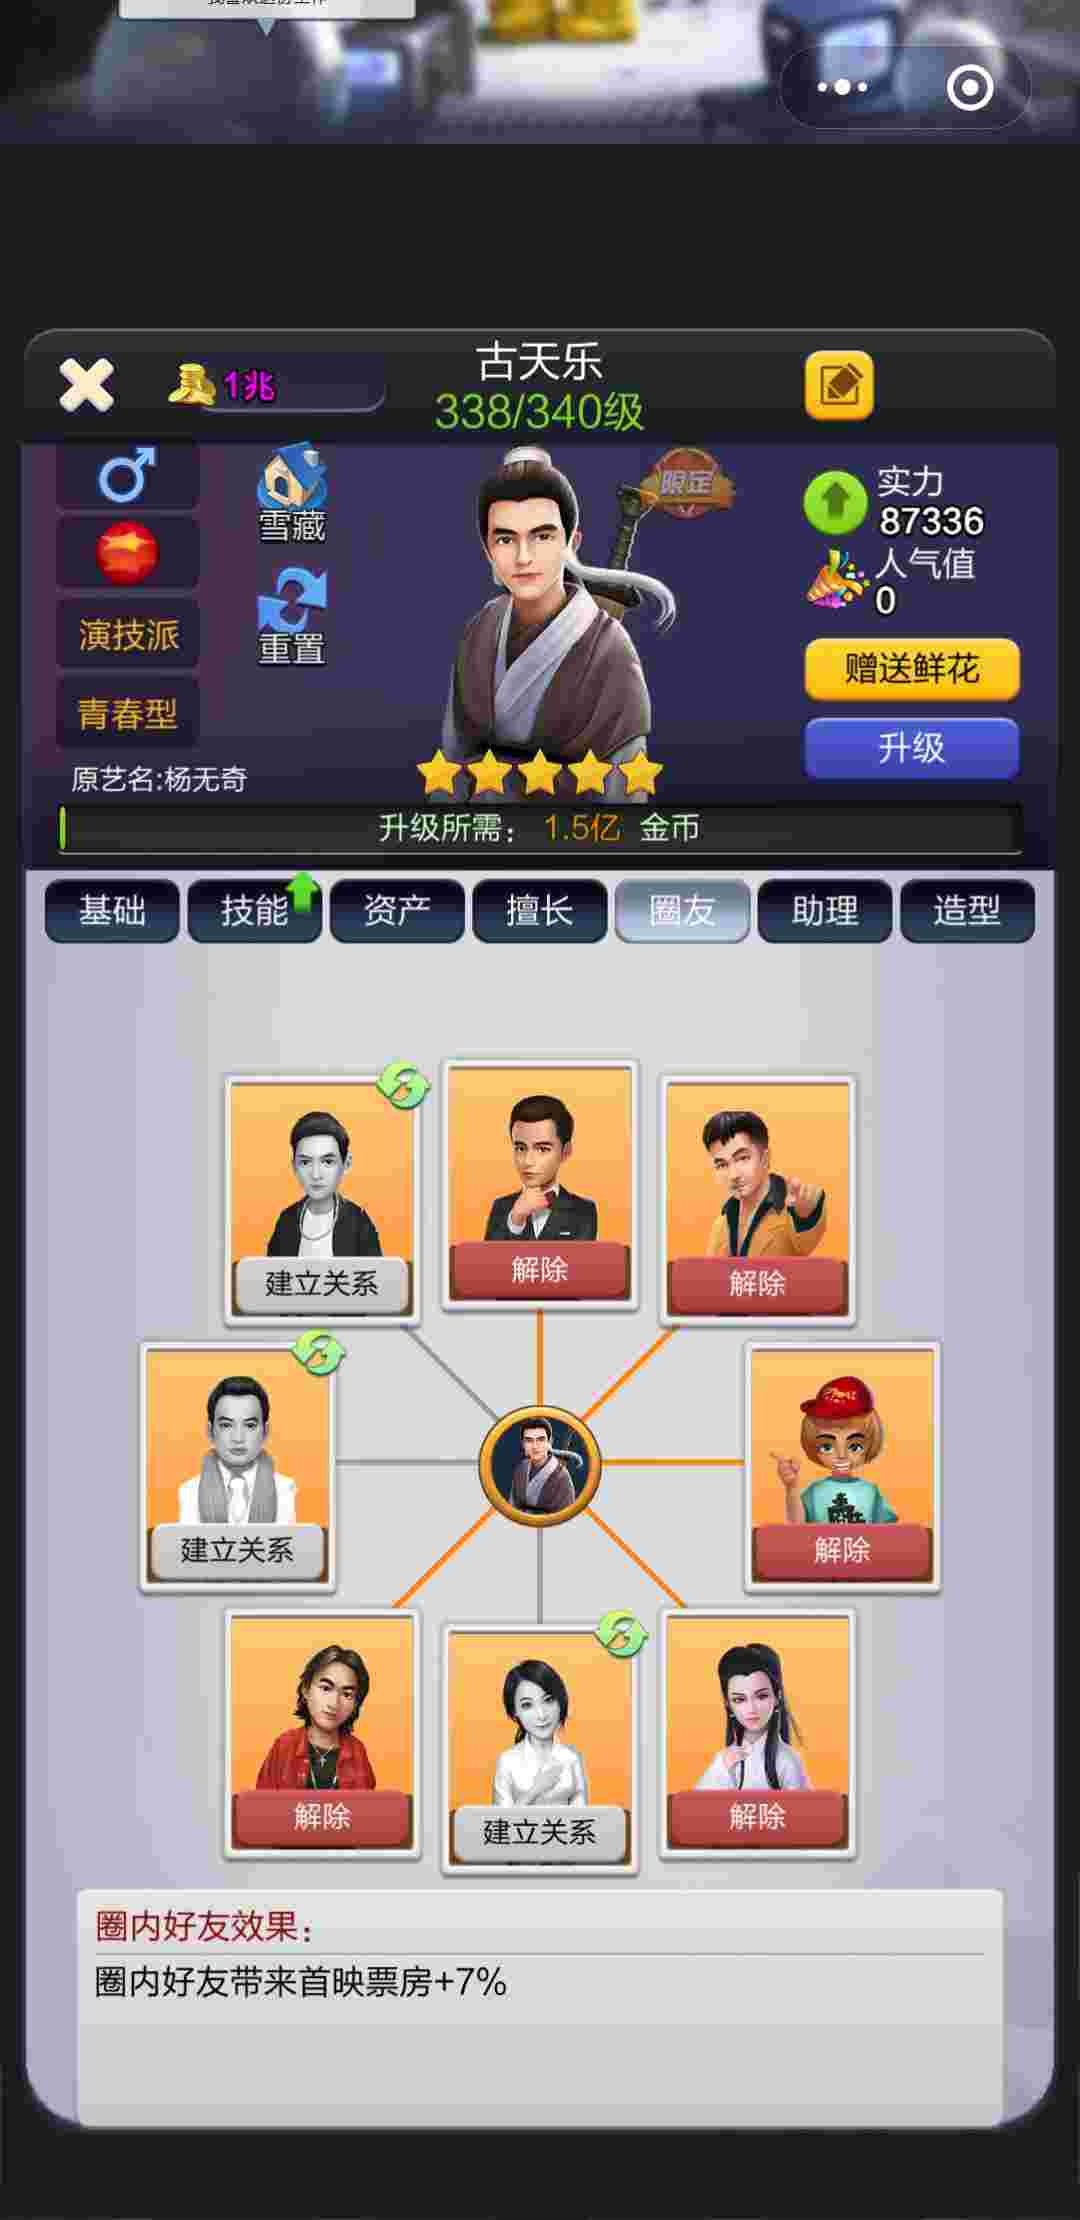 1兆
古天乐
338/340级
限定
雪藏
重置
演技派
青春型
实力
87336
人气值
0
赠送鲜花
升级
原艺名:杨无奇
升级所需： 1.5亿 金币
基础 技能 资产 擅长 圈友 助理 造型
建立关系 解除 解除
建立关系 解除
解除 建立关系 解除
圈内好友效果：
圈内好友带来首映票房+7%